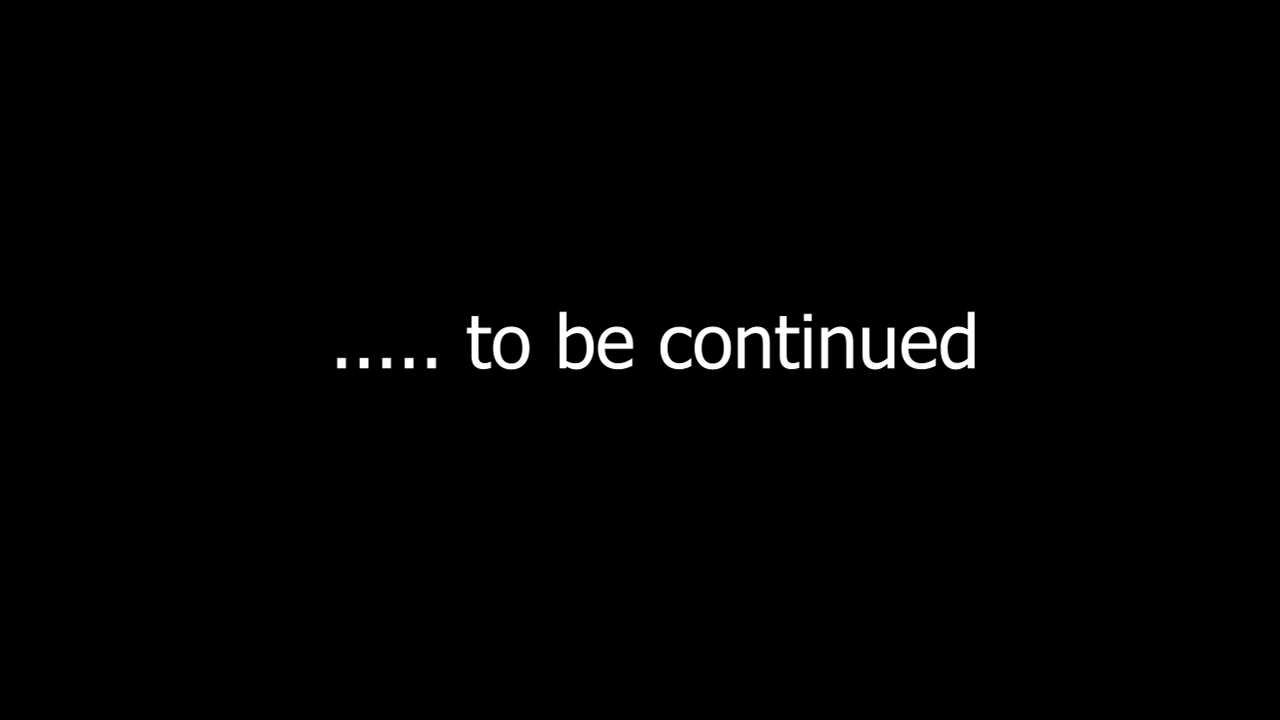 ..... to be continued